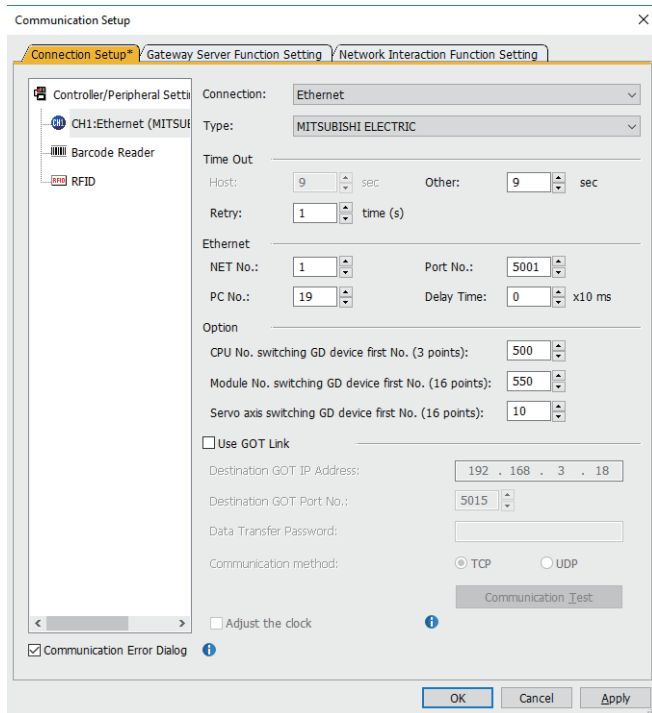 Communication Setup
Connection Setup* Gateway Server Function Setting Network Interaction Function Setting
Controller/Peripheral Setti
CH1 CH1:Ethernet (MITSUE
Barcode Reader
RFID RFID
Connection: Ethernet
Type: MITSUBISHI ELECTRIC
Time Out
Host: 9 sec Other: 9 sec
Retry: 1 time (s)
Ethernet
NET No.: 1 Port No.: 5001
PC No.: 19 Delay Time: 0 x10 ms
Option
CPU No. switching GD device first No. (3 points): 500
Module No. switching GD device first No. (16 points): 550
Servo axis switching GD device first No. (16 points): 10
Use GOT Link
Destination GOT IP Address: 192 . 168 . 3 . 18
Destination GOT Port No.: 5015
Data Transfer Password:
Communication method: TCP UDP
Communication Test
Adjust the clock
Communication Error Dialog
OK Cancel Apply